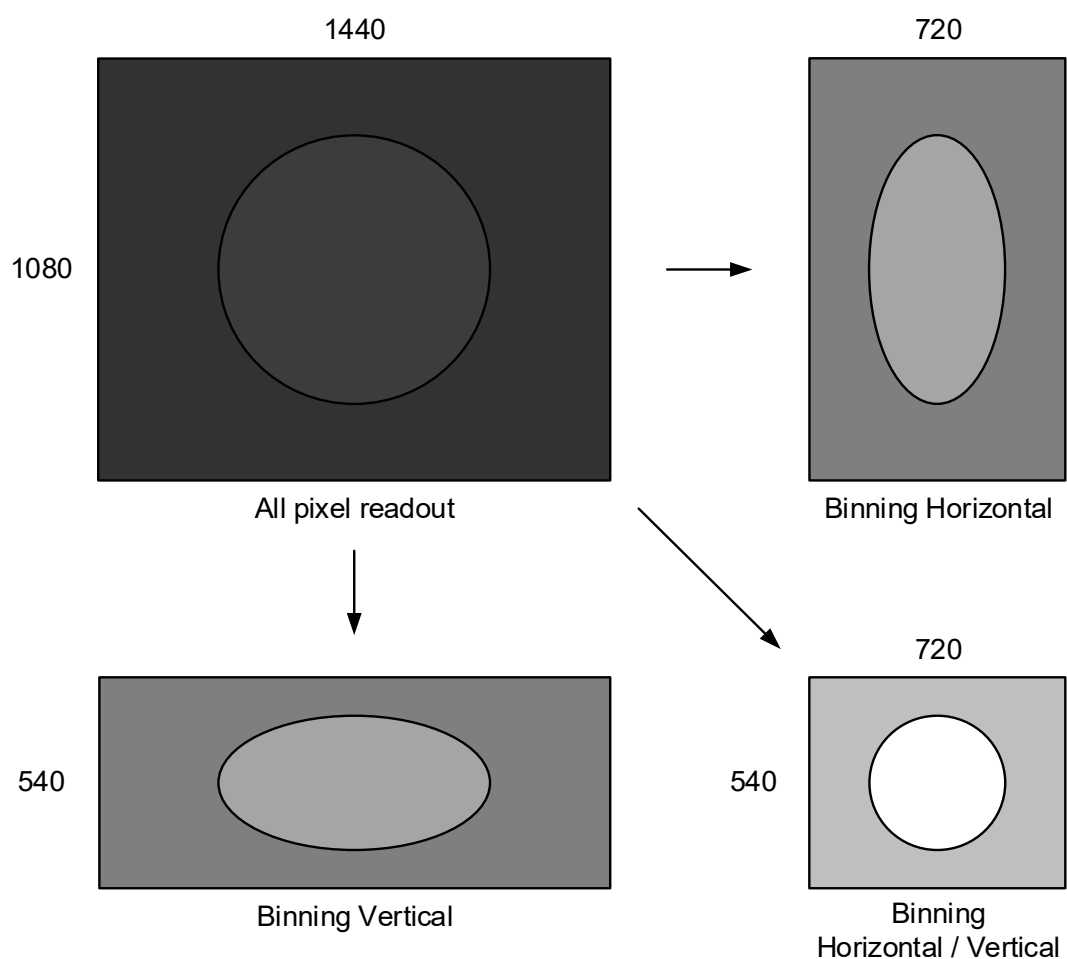 1440
720
1080
All pixel readout
Binning Horizontal
720
540
540
Binning Vertical
Binning
Horizontal / Vertical